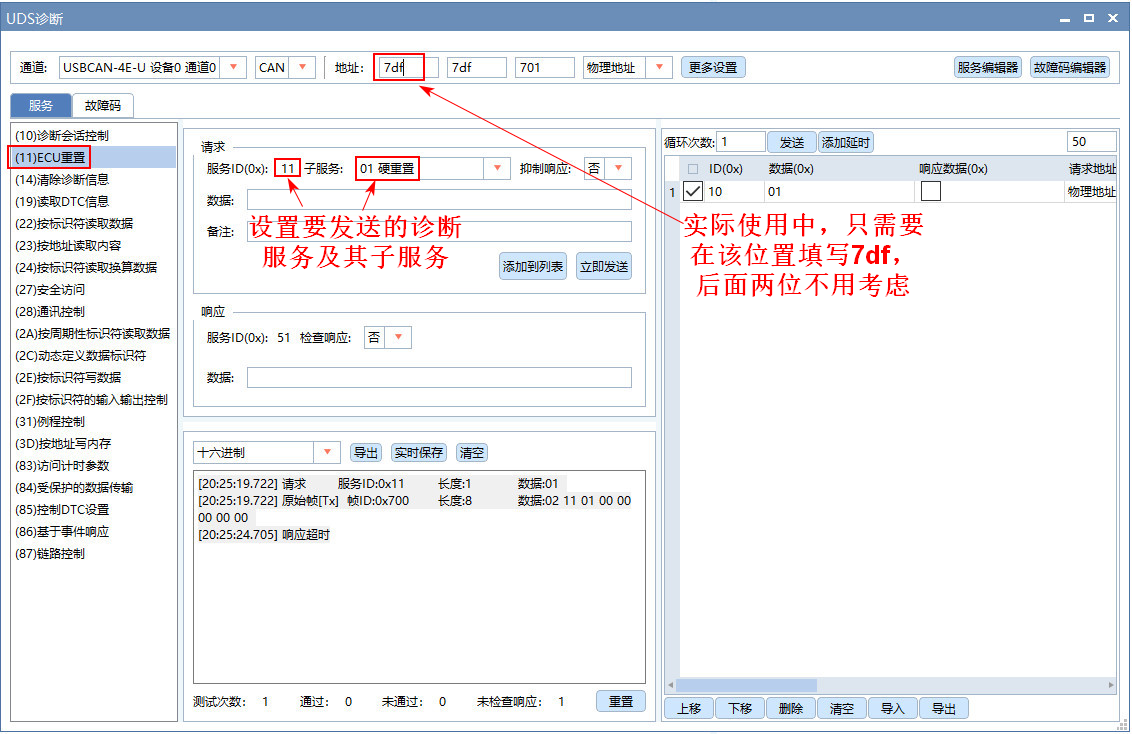 UDS诊断
通道: USBCAN-4E-U 设备0 通道0 CAN 地址: 7df 7df 701 物理地址 更多设置 服务编辑器 故障码编辑器
服务 故障码
(10)诊断会话控制
(11)ECU重置
(14)清除诊断信息
(19)读取DTC信息
(22)按标识符读取数据
(23)按地址读取内容
(24)按标识符读取换算数据
(27)安全访问
(28)通讯控制
(2A)按周期性标识符读取数据
(2C)动态定义数据标识符
(2E)按标识符写数据
(2F)按标识符的输入输出控制
(31)例程控制
(3D)按地址写内存
(83)访问计时参数
(84)受保护的数据传输
(85)控制DTC设置
(86)基于事件响应
(87)链路控制
请求
服务ID(0x): 11 子服务: 01 硬重置 抑制响应: 否
数据:
备注:
设置要发送的诊断
服务及其子服务
添加到列表 立即发送
响应
服务ID(0x): 51 检查响应: 否
数据:
十六进制 导出 实时保存 清空
[20:25:19.722] 请求 服务ID:0x11 长度:1 数据:01
[20:25:19.722] 原始帧[Tx] 帧ID:0x700 长度:8 数据:02 11 01 00 00
00 00 00
[20:25:24.705] 响应超时
测试次数: 1 通过: 0 未通过: 0 未检查响应: 1 重置
循环次数: 1 发送 添加延时 50
ID(0x) 数据(0x) 响应数据(0x) 请求地址
1 10 01 物理地址
实际使用中，只需要
在该位置填写7df，
后面两位不用考虑
上移 下移 删除 清空 导入 导出